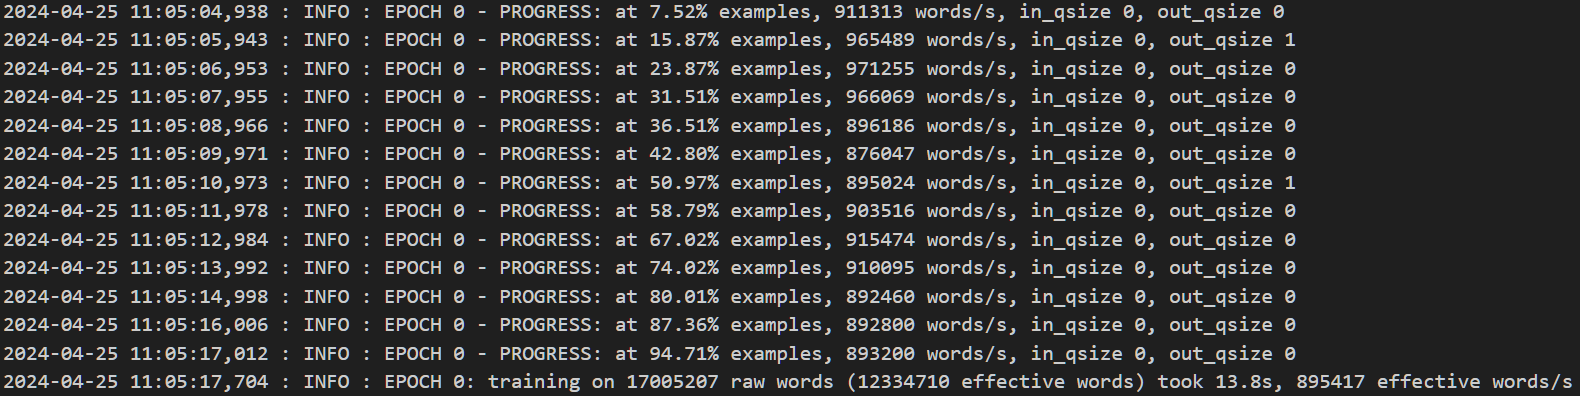 2024-04-25 11:05:04,938 : INFO : EPOCH 0 - PROGRESS: at 7.52% examples, 911313 words/s, in_qsize 0, out_qsize 0
2024-04-25 11:05:05,943 : INFO : EPOCH 0 - PROGRESS: at 15.87% examples, 965489 words/s, in_qsize 0, out_qsize 1
2024-04-25 11:05:06,953 : INFO : EPOCH 0 - PROGRESS: at 23.87% examples, 971255 words/s, in_qsize 0, out_qsize 0
2024-04-25 11:05:07,955 : INFO : EPOCH 0 - PROGRESS: at 31.51% examples, 966069 words/s, in_qsize 0, out_qsize 0
2024-04-25 11:05:08,966 : INFO : EPOCH 0 - PROGRESS: at 36.51% examples, 896186 words/s, in_qsize 0, out_qsize 0
2024-04-25 11:05:09,971 : INFO : EPOCH 0 - PROGRESS: at 42.80% examples, 876047 words/s, in_qsize 0, out_qsize 0
2024-04-25 11:05:10,973 : INFO : EPOCH 0 - PROGRESS: at 50.97% examples, 895024 words/s, in_qsize 0, out_qsize 1
2024-04-25 11:05:11,978 : INFO : EPOCH 0 - PROGRESS: at 58.79% examples, 903516 words/s, in_qsize 0, out_qsize 0
2024-04-25 11:05:12,984 : INFO : EPOCH 0 - PROGRESS: at 67.02% examples, 915474 words/s, in_qsize 0, out_qsize 0
2024-04-25 11:05:13,992 : INFO : EPOCH 0 - PROGRESS: at 74.02% examples, 910095 words/s, in_qsize 0, out_qsize 0
2024-04-25 11:05:14,998 : INFO : EPOCH 0 - PROGRESS: at 80.01% examples, 892460 words/s, in_qsize 0, out_qsize 0
2024-04-25 11:05:16,006 : INFO : EPOCH 0 - PROGRESS: at 87.36% examples, 892800 words/s, in_qsize 0, out_qsize 0
2024-04-25 11:05:17,012 : INFO : EPOCH 0 - PROGRESS: at 94.71% examples, 893200 words/s, in_qsize 0, out_qsize 0
2024-04-25 11:05:17,704 : INFO : EPOCH 0: training on 17005207 raw words (12334710 effective words) took 13.8s, 895417 effective words/s